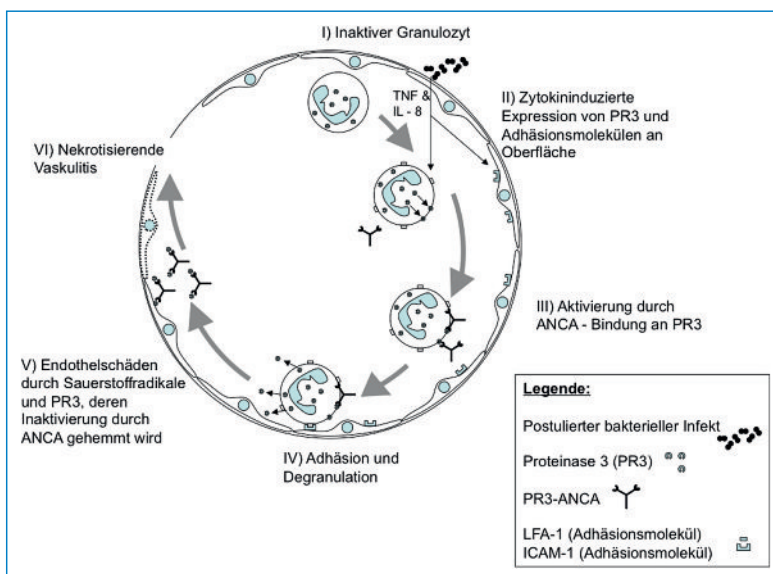 I) Inaktiver Granulozyt
TNF &
IL - 8
II) Zytokininduzierte
Expression von PR3 und
Adhäsionsmolekülen an
Oberfläche
III) Aktivierung durch
ANCA - Bindung an PR3
IV) Adhäsion und
Degranulation
V) Endothelschäden
durch Sauerstoffradikale
und PR3, deren
Inaktivierung durch
ANCA gehemmt wird
VI) Nekrotisierende
Vaskulitis
Legende:
Postulierter bakterieller Infekt
Proteinase 3 (PR3)
PR3-ANCA
LFA-1 (Adhäsionsmolekül)
ICAM-1 (Adhäsionsmolekül)